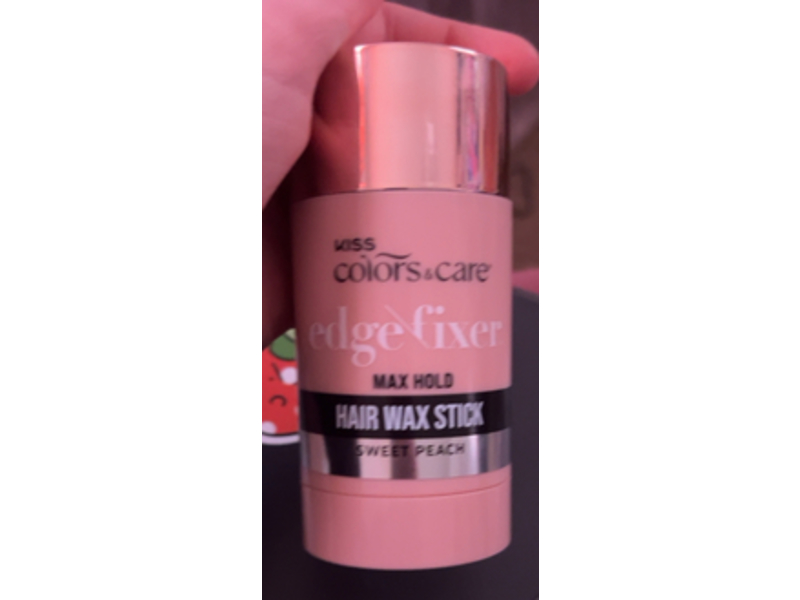 KISS
colors&care
edge fixer
MAX HOLD
HAIR WAX STICK
SWEET PEACH